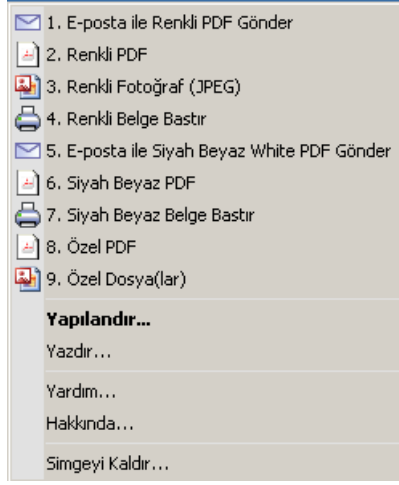 1. E-posta ile Renkli PDF Gönder
2. Renkli PDF
3. Renkli Fotoğraf (JPEG)
4. Renkli Belge Bastır
5. E-posta ile Siyah Beyaz White PDF Gönder
6. Siyah Beyaz PDF
7. Siyah Beyaz Belge Bastır
8. Özel PDF
9. Özel Dosya(lar)
Yapılandır...
Yazdır...
Yardım...
Hakkında...
Simgeyi Kaldır...